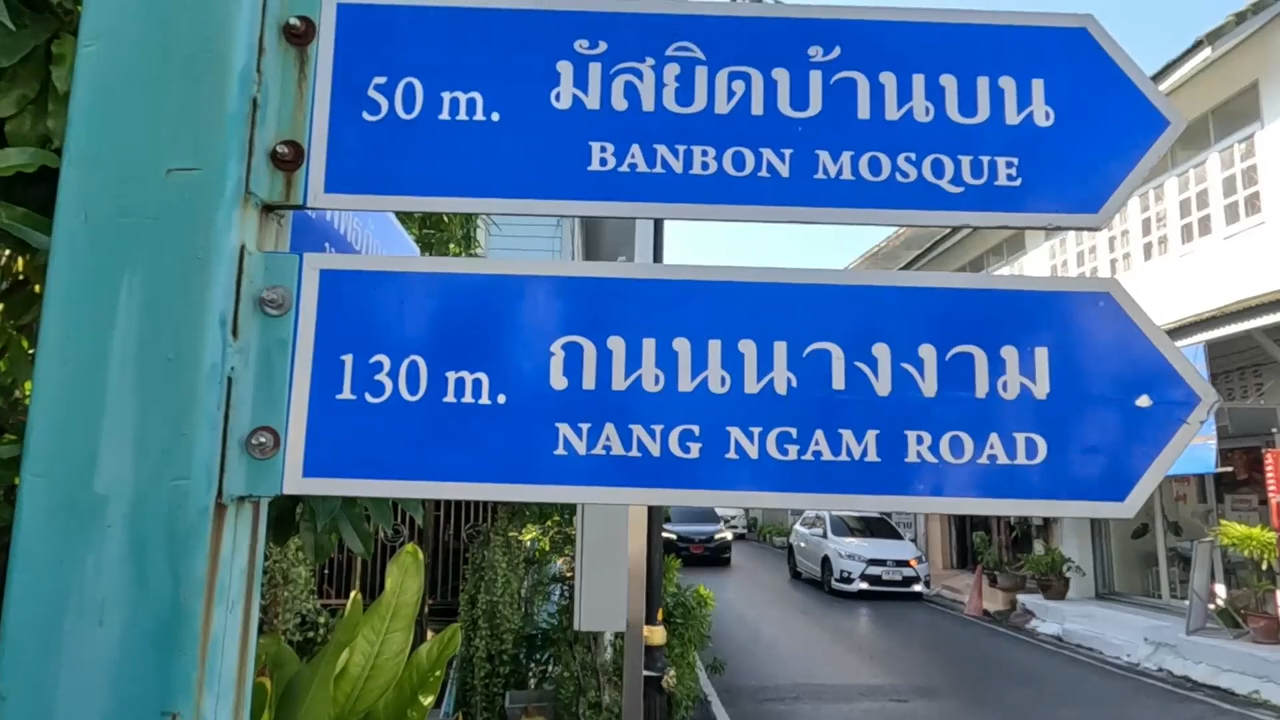 50 m.
มัสยิดบ้านบน
BANBON MOSQUE
130 m.
ถนนนางงาม
NANG NGAM ROAD